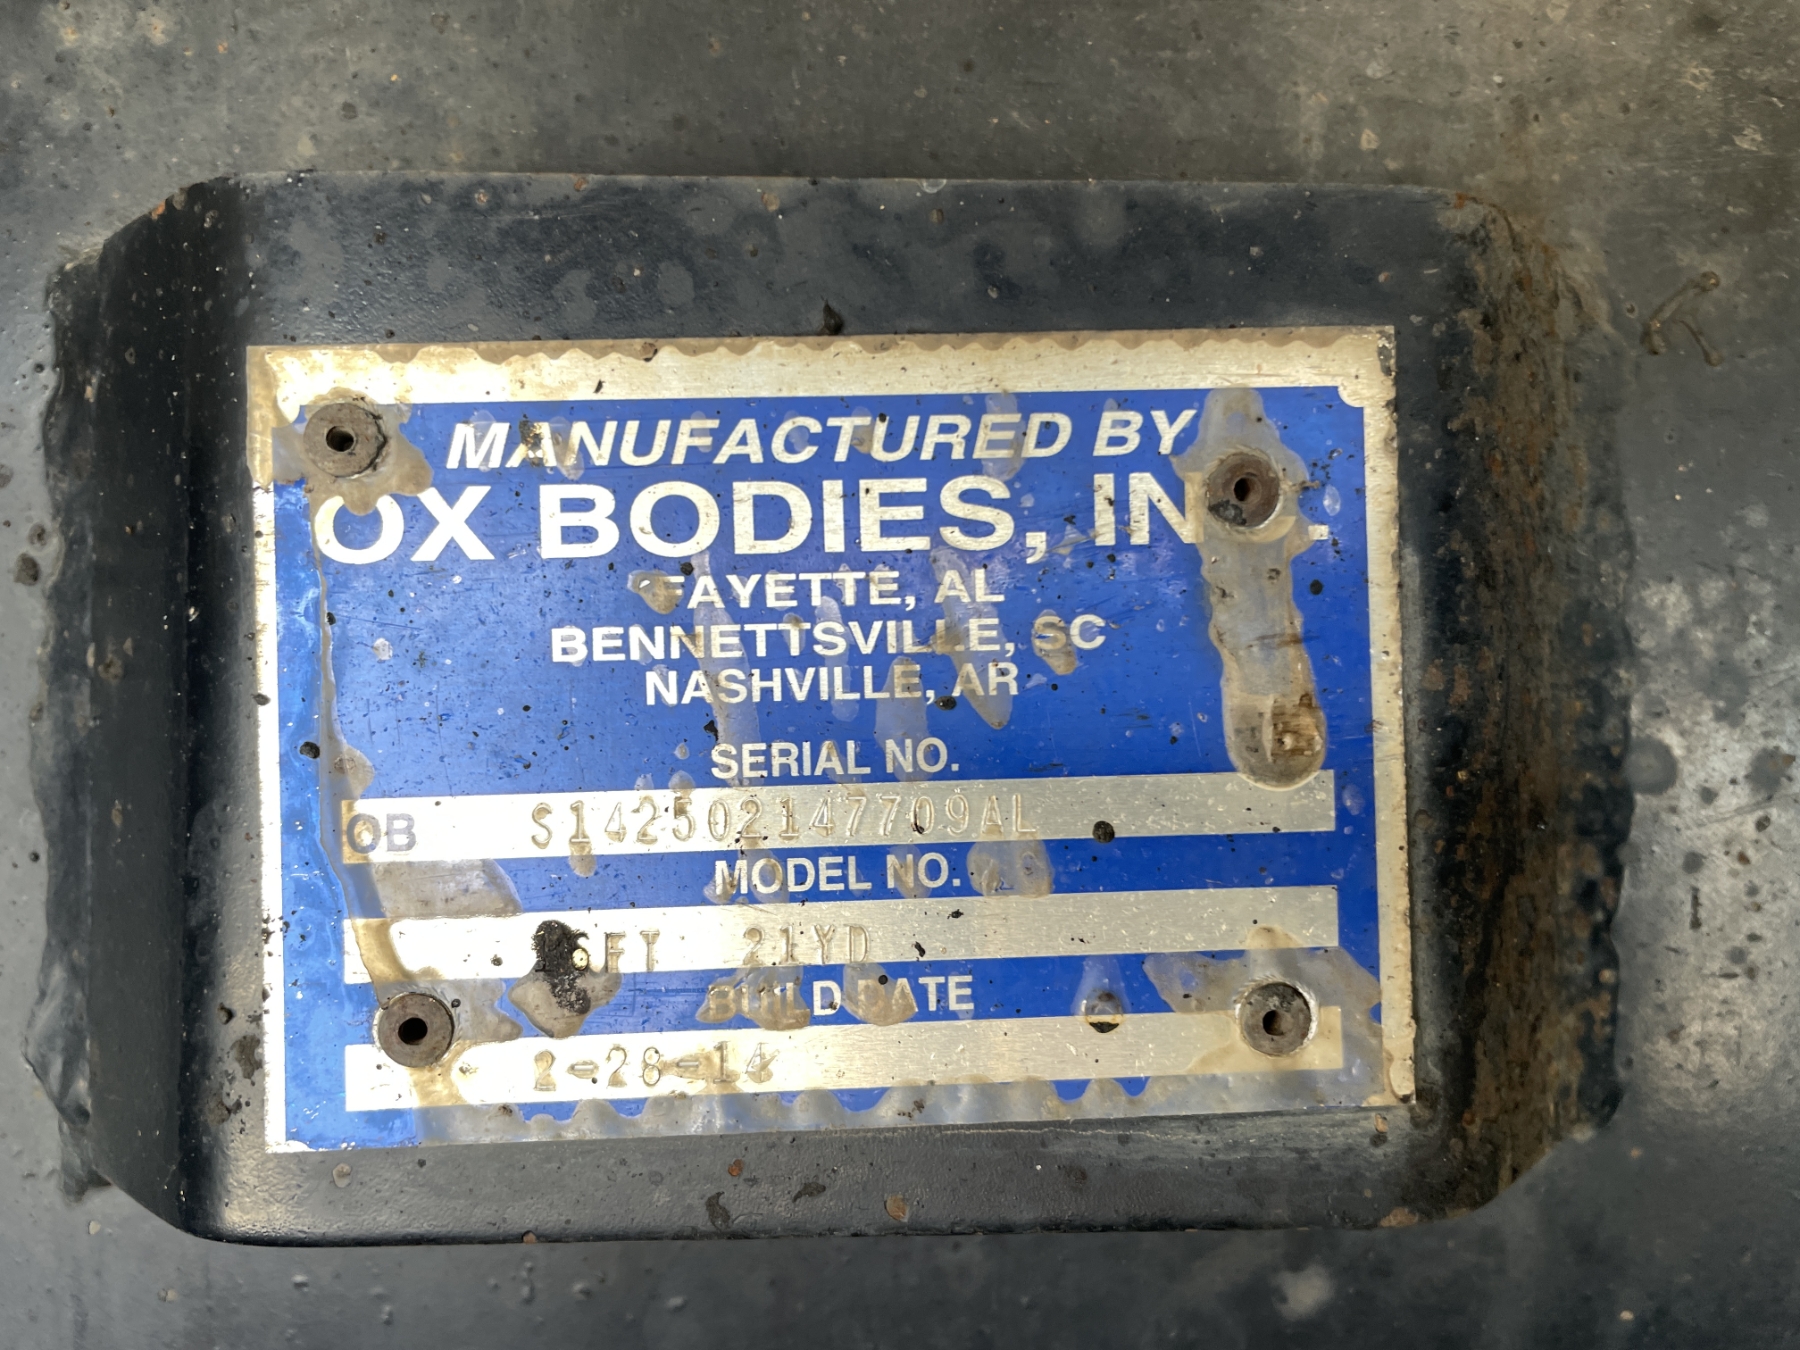 MANUFACTURED BY
OX BODIES, INC.
FAYETTE, AL
BENNETTSVILLE, SC
NASHVILLE, AR
SERIAL NO.
OB S142502147709AL
MODEL NO.
21YD
BUILD DATE
2-28-14